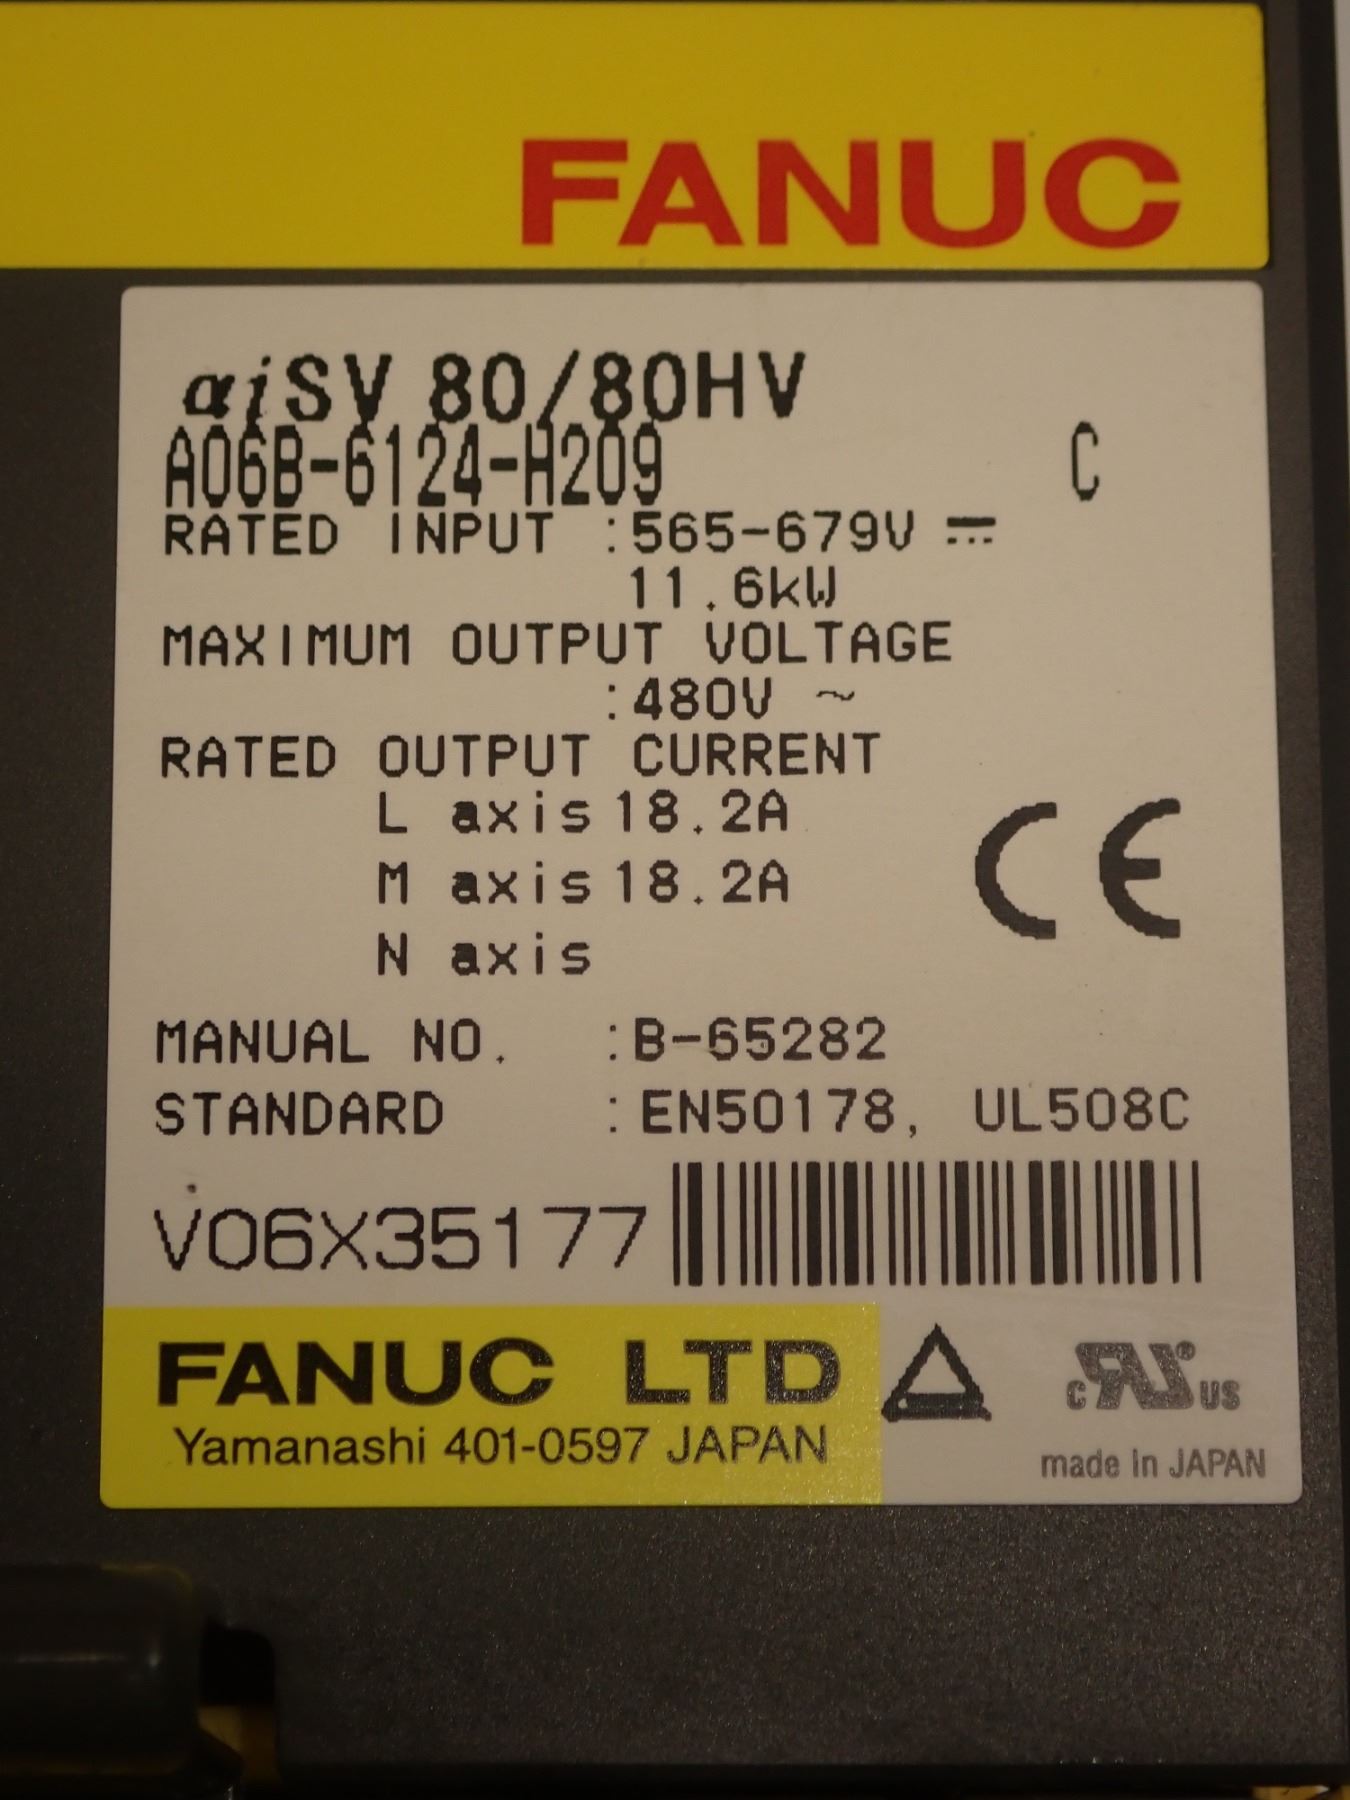 FANUC
αiSV 80/80HV
A06B-6124-H209 C
RATED INPUT :565-679V ⎓
11.6kW
MAXIMUM OUTPUT VOLTAGE
:480V ~
RATED OUTPUT CURRENT
L axis 18.2A
M axis 18.2A
N axis
MANUAL NO. :B-65282
STANDARD :EN50178, UL508C
V06X35177
FANUC LTD
Yamanashi 401-0597 JAPAN
CE
c RU ® US
made in JAPAN